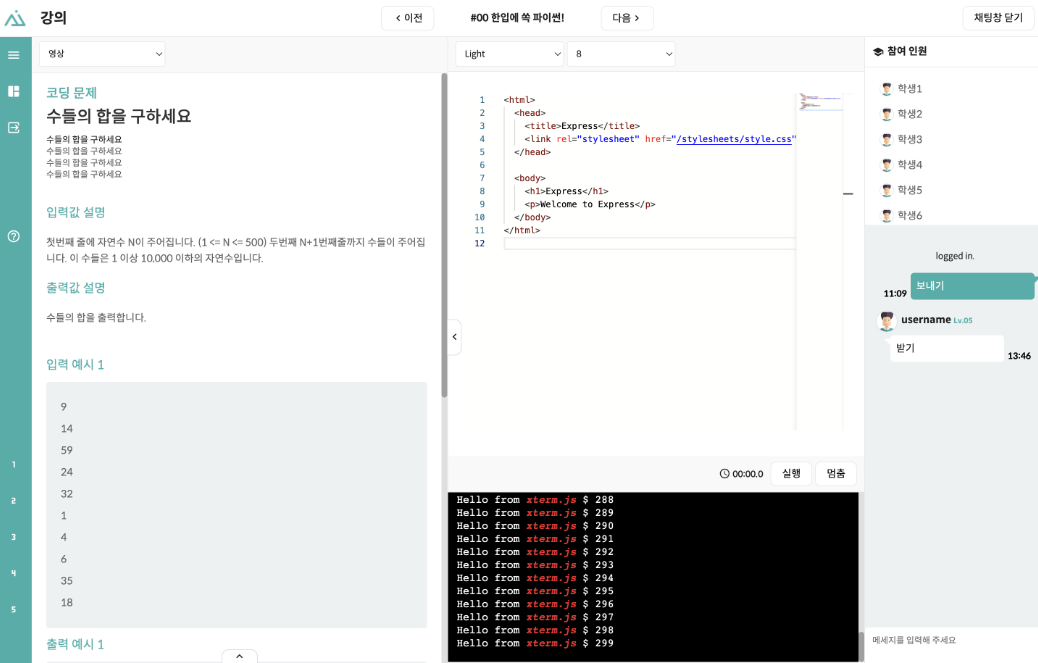 강의
이전
#00 한입에 쏙 파이썬!
다음
채팅창 닫기
영상
Light
8
참여 인원
1
2
3
4
5
코딩 문제
수들의 합을 구하세요
수들의 합을 구하세요
수들의 합을 구하세요
수들의 합을 구하세요
수들의 합을 구하세요
입력값 설명
첫번째 줄에 자연수 N이 주어집니다. (1 <= N <= 500) 두번째 N+1번째줄까지 수들이 주어집
니다. 이 수들은 1 이상 10,000 이하의 자연수입니다.
출력값 설명
수들의 합을 출력합니다.
입력 예시 1
9
14
59
24
32
1
4
6
35
18
출력 예시 1
1 <html>
2 <head>
3 <title>Express</title>
4 <link rel="stylesheet" href="/stylesheets/style.css"
5 </head>
6
7 <body>
8 <h1>Express</h1>
9 <p>Welcome to Express</p>
10 </body>
11 </html>
12
00:00.0
실행
멈춤
Hello from xterm.js $ 288
Hello from xterm.js $ 289
Hello from xterm.js $ 290
Hello from xterm.js $ 291
Hello from xterm.js $ 292
Hello from xterm.js $ 293
Hello from xterm.js $ 294
Hello from xterm.js $ 295
Hello from xterm.js $ 296
Hello from xterm.js $ 297
Hello from xterm.js $ 298
Hello from xterm.js $ 299
학생1
학생2
학생3
학생4
학생5
학생6
logged in.
보내기
11:09
username Lv.05
받기
13:46
메세지를 입력해 주세요